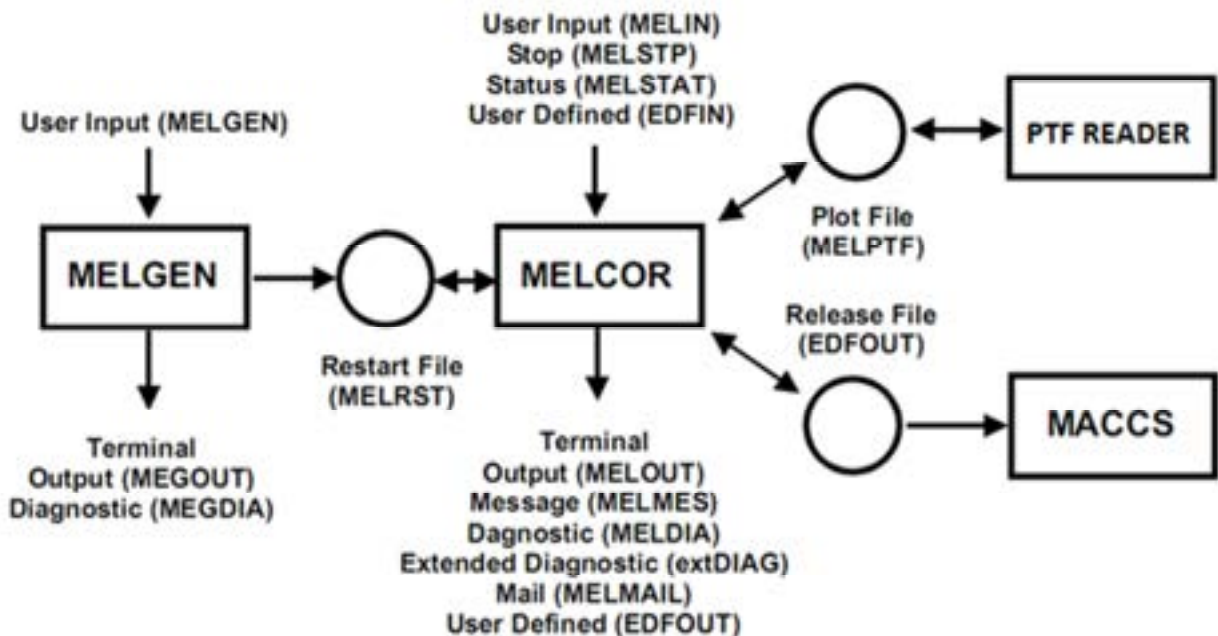 User Input (MELIN)
Stop (MELSTP)
Status (MELSTAT)
User Defined (EDFIN)
User Input (MELGEN)
PTF READER
Plot File
(MELPTF)
MELGEN
MELCOR
Release File
(EDFOUT)
Restart File
(MELRST)
MACCS
Terminal
Output (MEGOUT)
Diagnostic (MEGDIA)
Terminal
Output (MELOUT)
Message (MELMES)
Dagnostic (MELDIA)
Extended Diagnostic (extDIAG)
Mail (MELMAIL)
User Defined (EDFOUT)